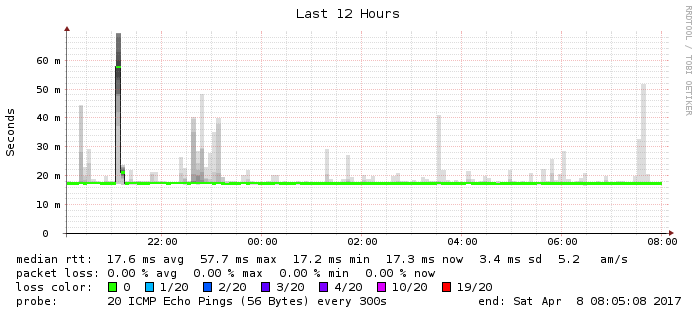 Last 12 Hours
RRDTOOL / TOBI OETIKER
Seconds
60 m
50 m
40 m
30 m
20 m
10 m
0
22:00 00:00 02:00 04:00 06:00 08:00
median rtt: 17.6 ms avg 57.7 ms max 17.2 ms min 17.3 ms now 3.4 ms sd 5.2 am/s
packet loss: 0.00 % avg 0.00 % max 0.00 % min 0.00 % now
loss color: 0 1/20 2/20 3/20 4/20 10/20 19/20
probe: 20 ICMP Echo Pings (56 Bytes) every 300s end: Sat Apr 8 08:05:08 2017